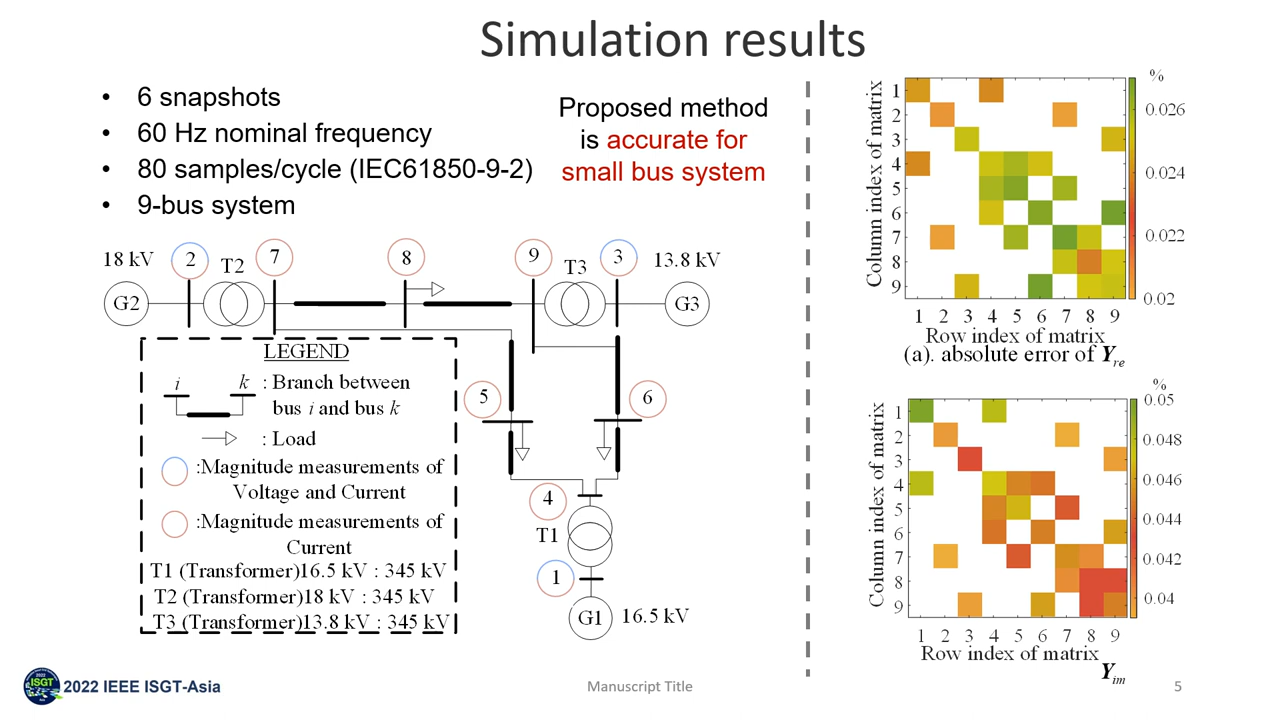 Simulation results
• 6 snapshots
• 60 Hz nominal frequency
• 80 samples/cycle (IEC61850-9-2)
• 9-bus system
Proposed method
is accurate for
small bus system
18 kV 2 T2 7 8 9 T3 3 13.8 kV
G2 G3
LEGEND
i k : Branch between
bus i and bus k
: Load
:Magnitude measurements of
Voltage and Current
:Magnitude measurements of
Current
T1 (Transformer)16.5 kV : 345 kV
T2 (Transformer)18 kV : 345 kV
T3 (Transformer)13.8 kV : 345 kV
5 6
4
T1
1
G1 16.5 kV
%
Column index of matrix
1
2
3
4
5
6
7
8
9
0.026
0.024
0.022
0.02
1 2 3 4 5 6 7 8 9
Row index of matrix
(a). absolute error of Yre
%
Column index of matrix
1
2
3
4
5
6
7
8
9
0.05
0.048
0.046
0.044
0.042
0.04
1 2 3 4 5 6 7 8 9
Row index of matrix
Yim
2022 ISGT
2022 IEEE ISGT-Asia
Manuscript Title
5